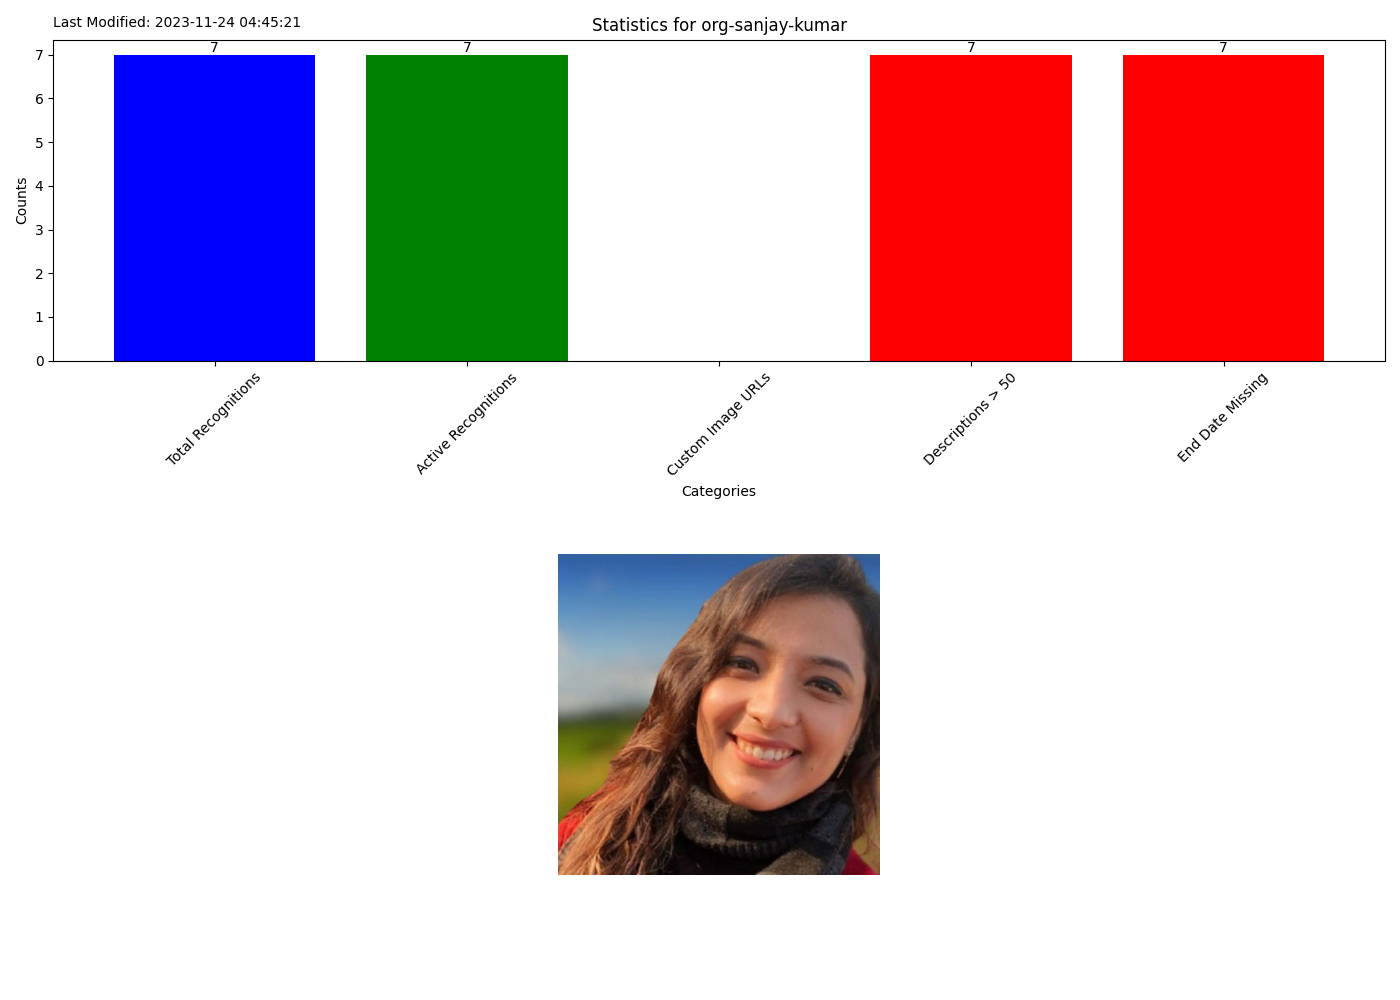 Last Modified: 2023-11-24 04:45:21
Statistics for org-sanjay-kumar
7
7
7
7
7
6
5
4
3
2
1
0
Counts
Total Recognitions
Active Recognitions
Custom Image URLs
Descriptions > 50
End Date Missing
Categories